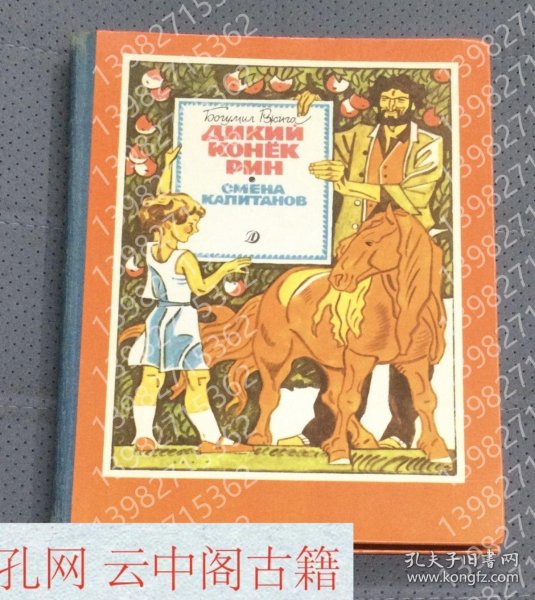 Богумил Ржига
ДИКИЙ
КОНЁК
РИН
•
СМЕНА
КАПИТАНОВ
Д
13982715362
孔网 云中阁古籍
孔夫子旧书网
www.kongfz.com